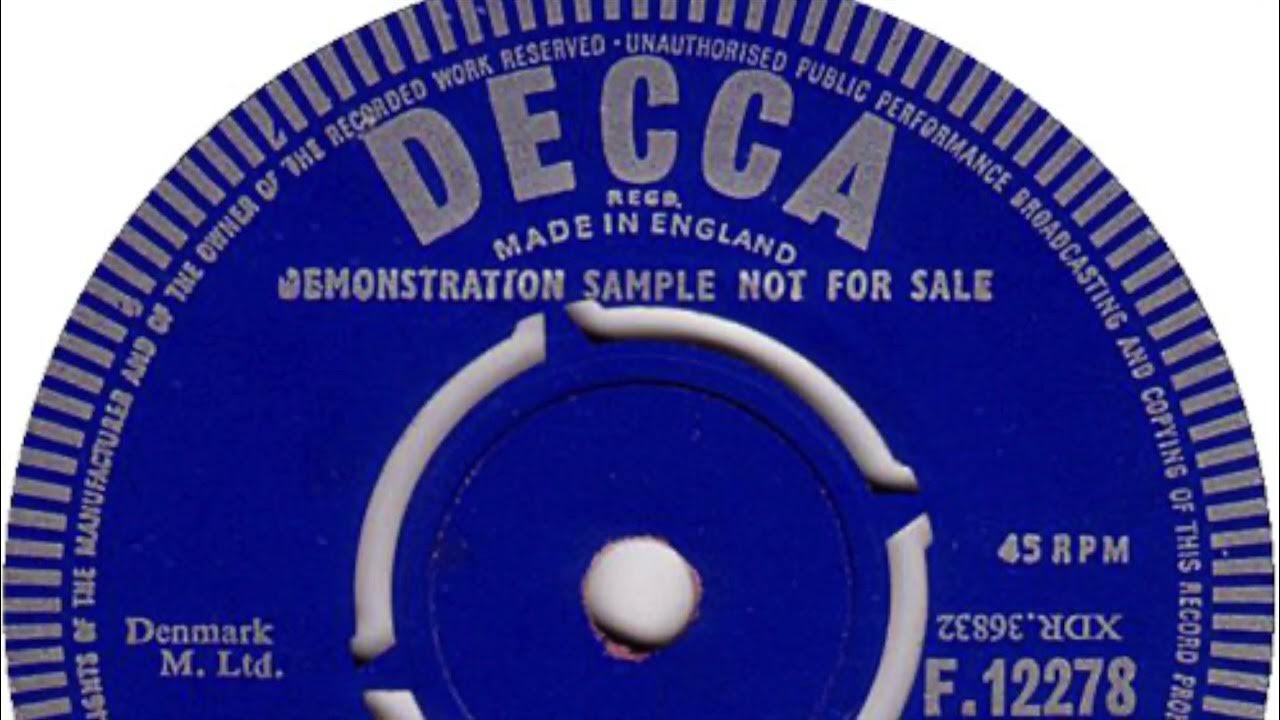 RIGHTS OF THE MANUFACTURER AND OF THE OWNER OF THE RECORDED WORK RESERVED · UNAUTHORISED PUBLIC PERFORMANCE BROADCASTING AND COPYING OF THIS RECORD
DECCA
REGD.
MADE IN ENGLAND
DEMONSTRATION SAMPLE NOT FOR SALE
45 RPM
Denmark
M. Ltd.
XDR.36832
F.12278